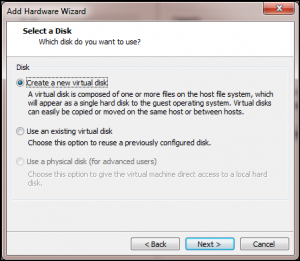 Add Hardware Wizard
Select a Disk
Which disk do you want to use?
Disk
Create a new virtual disk
A virtual disk is composed of one or more files on the host file system, which
will appear as a single hard disk to the guest operating system. Virtual disks
can easily be copied or moved on the same host or between hosts.
Use an existing virtual disk
Choose this option to reuse a previously configured disk.
Use a physical disk (for advanced users)
Choose this option to give the virtual machine direct access to a local hard
disk.
< Back
Next >
Cancel